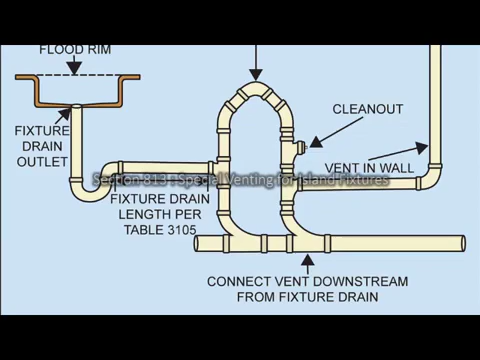 FLOOD RIM
CLEANOUT
FIXTURE
DRAIN
OUTLET
VENT IN WALL
Section 813 : Special Venting for Island Fixtures
FIXTURE DRAIN
LENGTH PER
TABLE 3105
CONNECT VENT DOWNSTREAM
FROM FIXTURE DRAIN